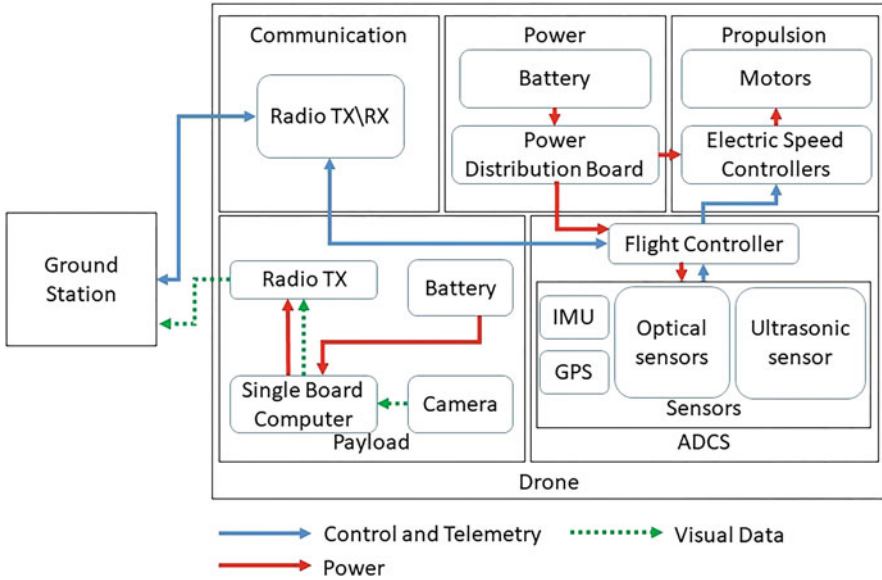 Communication
Radio TX\RX
Power
Battery
Power
Distribution Board
Propulsion
Motors
Electric Speed
Controllers
Ground
Station
Radio TX
Battery
Single Board
Computer
Camera
Payload
Flight Controller
IMU
GPS
Optical
sensors
Ultrasonic
sensor
Sensors
ADCS
Drone
Control and Telemetry
Visual Data
Power